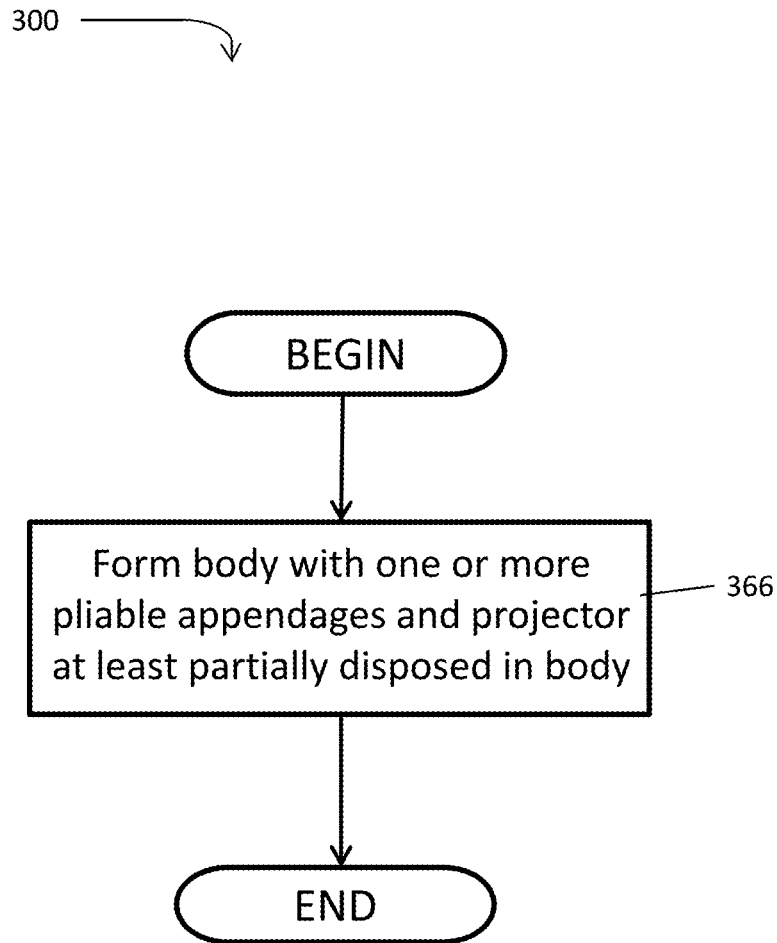 300
BEGIN
Form body with one or more
pliable appendages and projector
at least partially disposed in body
366
END